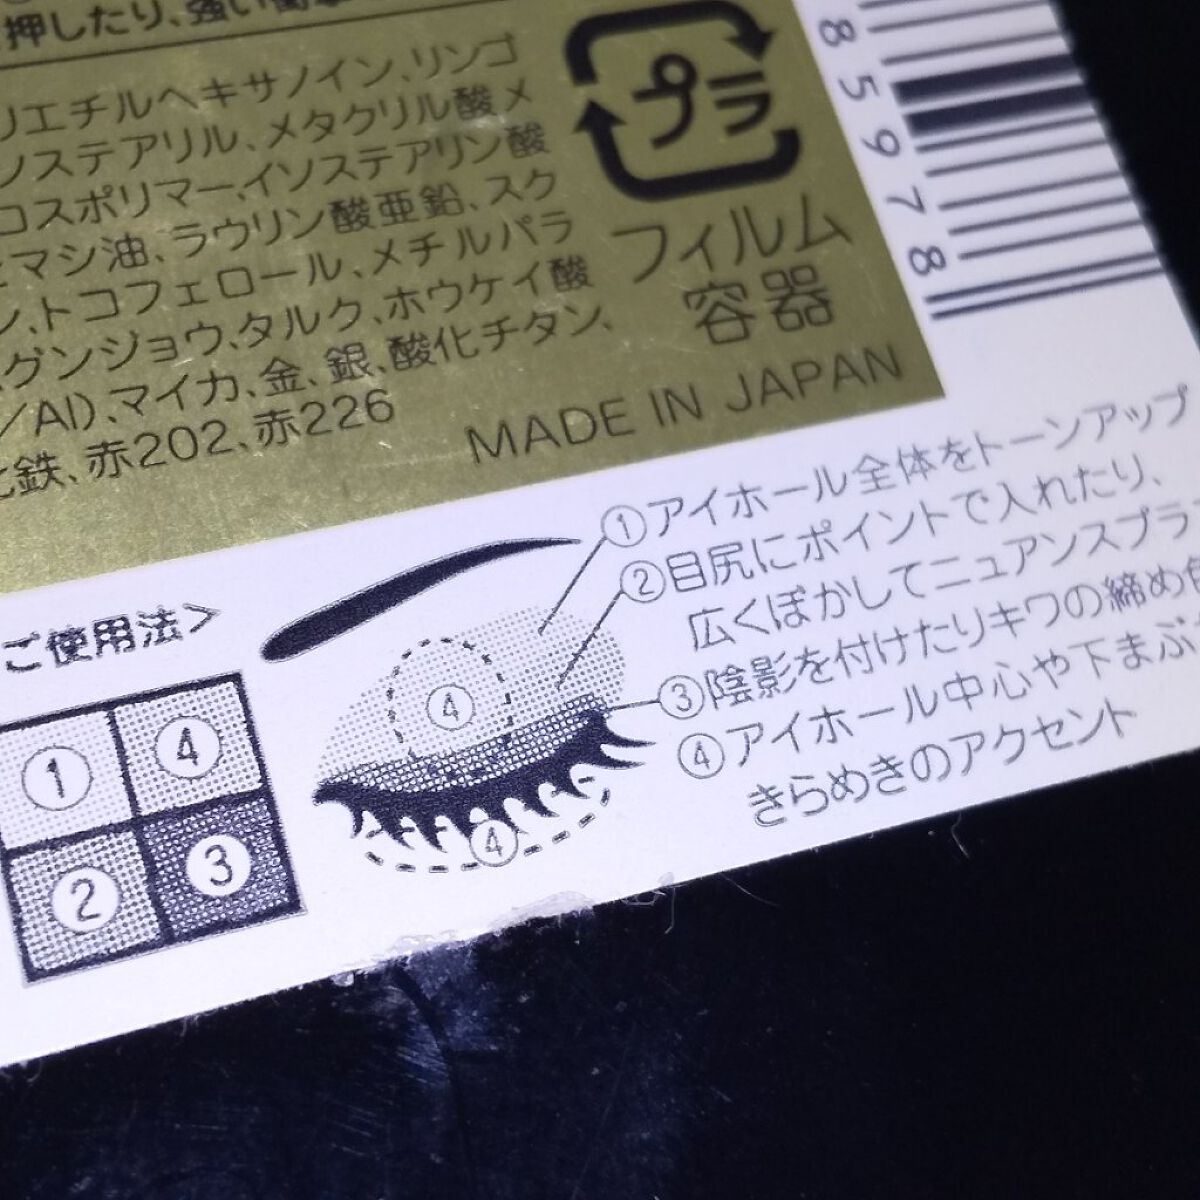 押したり、強い衝撃
リエチルヘキサノイン、リンゴ
ソステアリル、メタクリル酸メ
コスポリマー、イソステアリン酸
マシ油、ラウリン酸亜鉛、スク
ン、トコフェロール、メチルパラ
、グンジョウ、タルク、ホウケイ酸
/Al)、マイカ、金、銀、酸化チタン、
鉄、赤202、赤226
プラ
フィルム
容器
MADE IN JAPAN
85978
ご使用法>
①
④
②
③
④
④
①アイホール全体をトーンアップ
②目尻にポイントで入れたり、
広くぼかしてニュアンスプラ
③陰影を付けたりキワの締め色
④アイホール中心や下まぶ
きらめきのアクセント